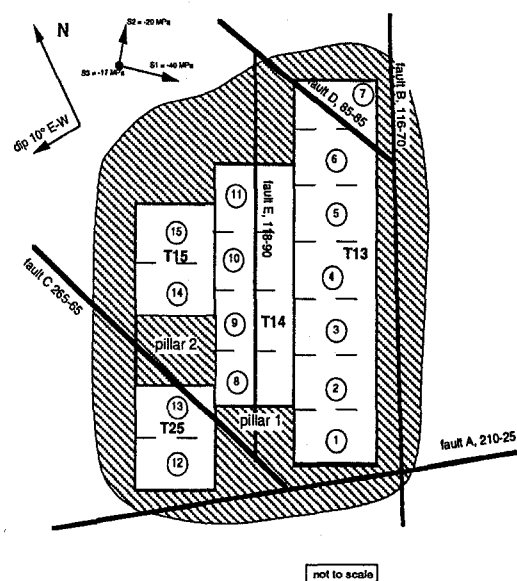 N
S2 = -20 MPa
S1 = -40 MPa
S3 = -17 MPa
dip 10° E-W
fault D, 85-85
fault B, 116-70
7
6
11
fault E, 118-90
5
15
T15
10
T13
fault C 265-65
14
4
T14
9
3
pillar 2
8
2
13
pillar 1
T25
1
fault A, 210-25
12
not to scale